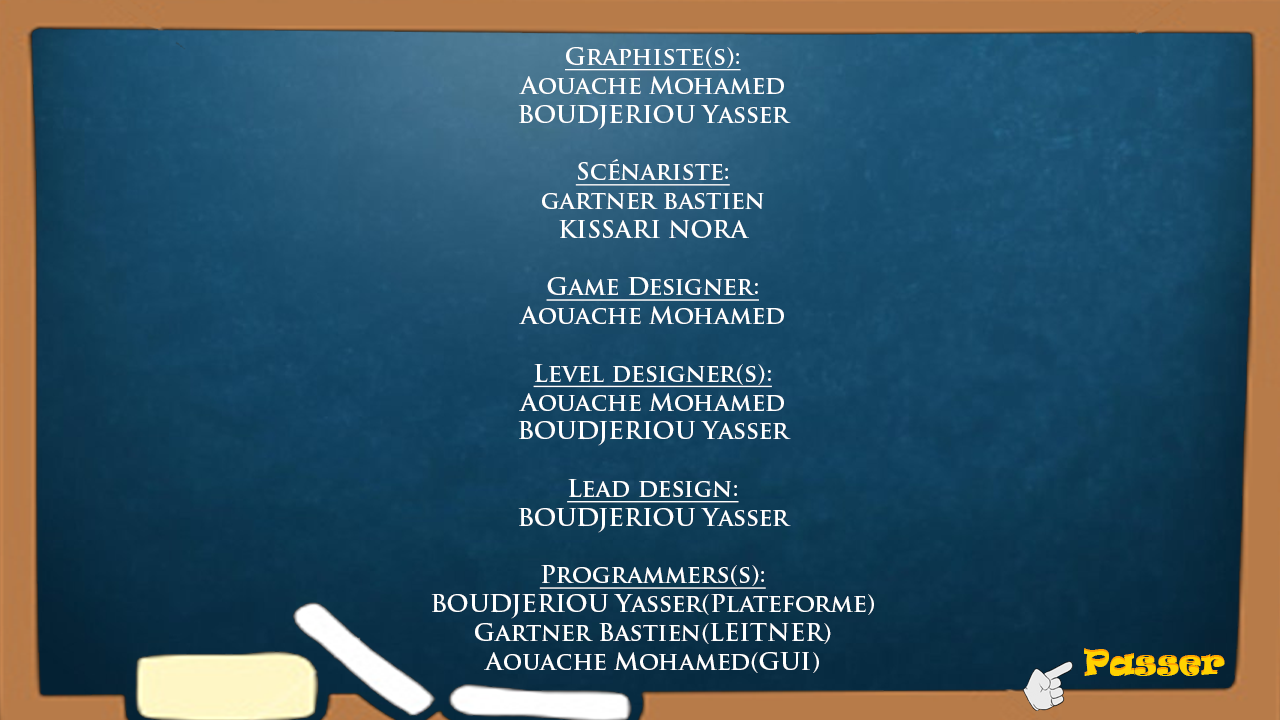 Graphiste(s):
Aouache Mohamed
BOUDJERIOU Yasser
Scénariste:
gartner bastien
KISSARI NORA
Game Designer:
Aouache Mohamed
Level designer(s):
Aouache Mohamed
BOUDJERIOU Yasser
Lead design:
BOUDJERIOU Yasser
Programmers(s):
BOUDJERIOU Yasser(Plateforme)
Gartner Bastien(LEITNER)
Aouache Mohamed(GUI)
Passer